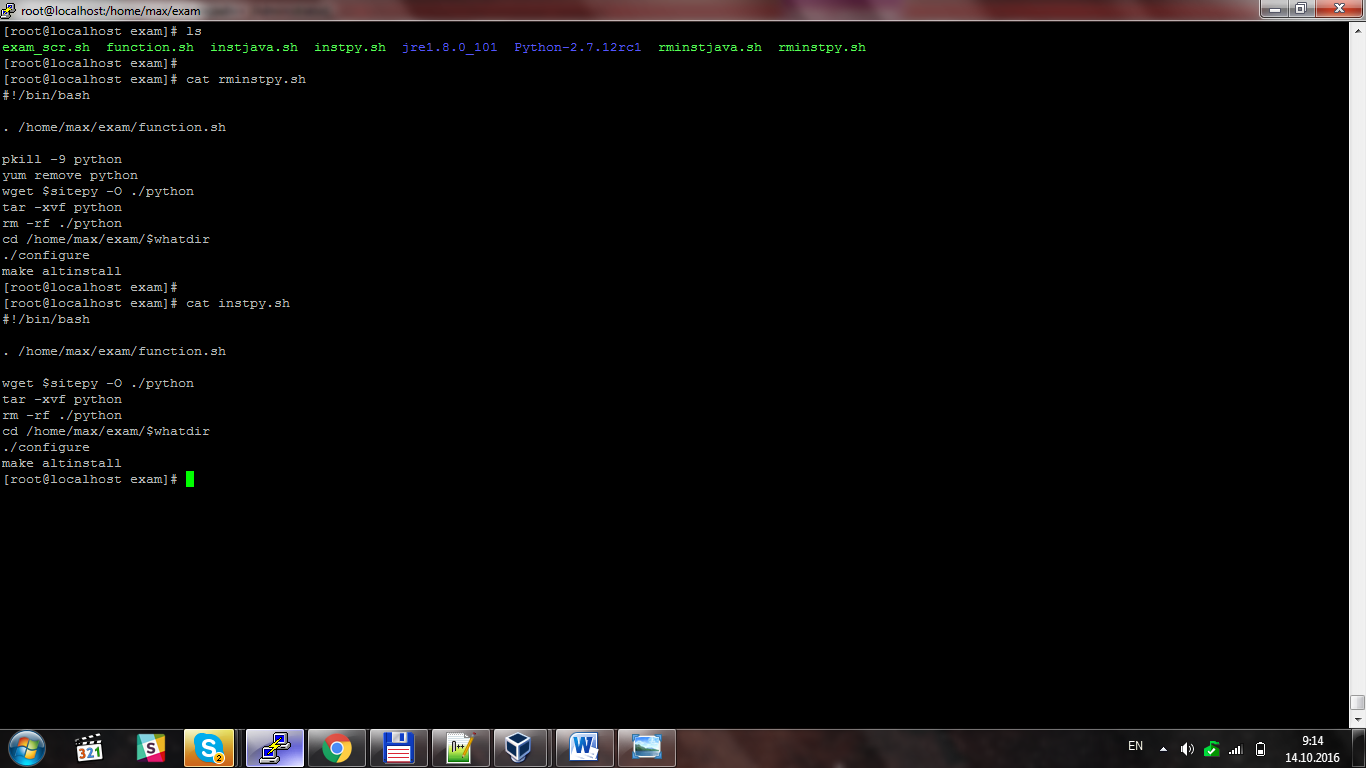 root@localhost:/home/max/exam
[root@localhost exam]# ls
exam_scr.sh  function.sh  instjava.sh  instpy.sh  jre1.8.0_101  Python-2.7.12rc1  rminstjava.sh  rminstpy.sh
[root@localhost exam]#
[root@localhost exam]# cat rminstpy.sh
#!/bin/bash
. /home/max/exam/function.sh
pkill -9 python
yum remove python
wget $sitepy -O ./python
tar -xvf python
rm -rf ./python
cd /home/max/exam/$whatdir
./configure
make altinstall
[root@localhost exam]#
[root@localhost exam]# cat instpy.sh
#!/bin/bash
. /home/max/exam/function.sh
wget $sitepy -O ./python
tar -xvf python
rm -rf ./python
cd /home/max/exam/$whatdir
./configure
make altinstall
[root@localhost exam]#
321
2
EN
9:14
14.10.2016